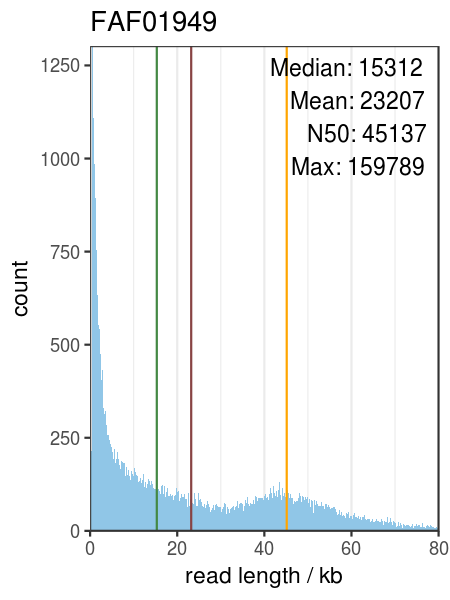 FAF01949
Median: 15312
Mean: 23207
N50: 45137
Max: 159789
1250
1000
750
500
250
0
count
0 20 40 60 80
read length / kb